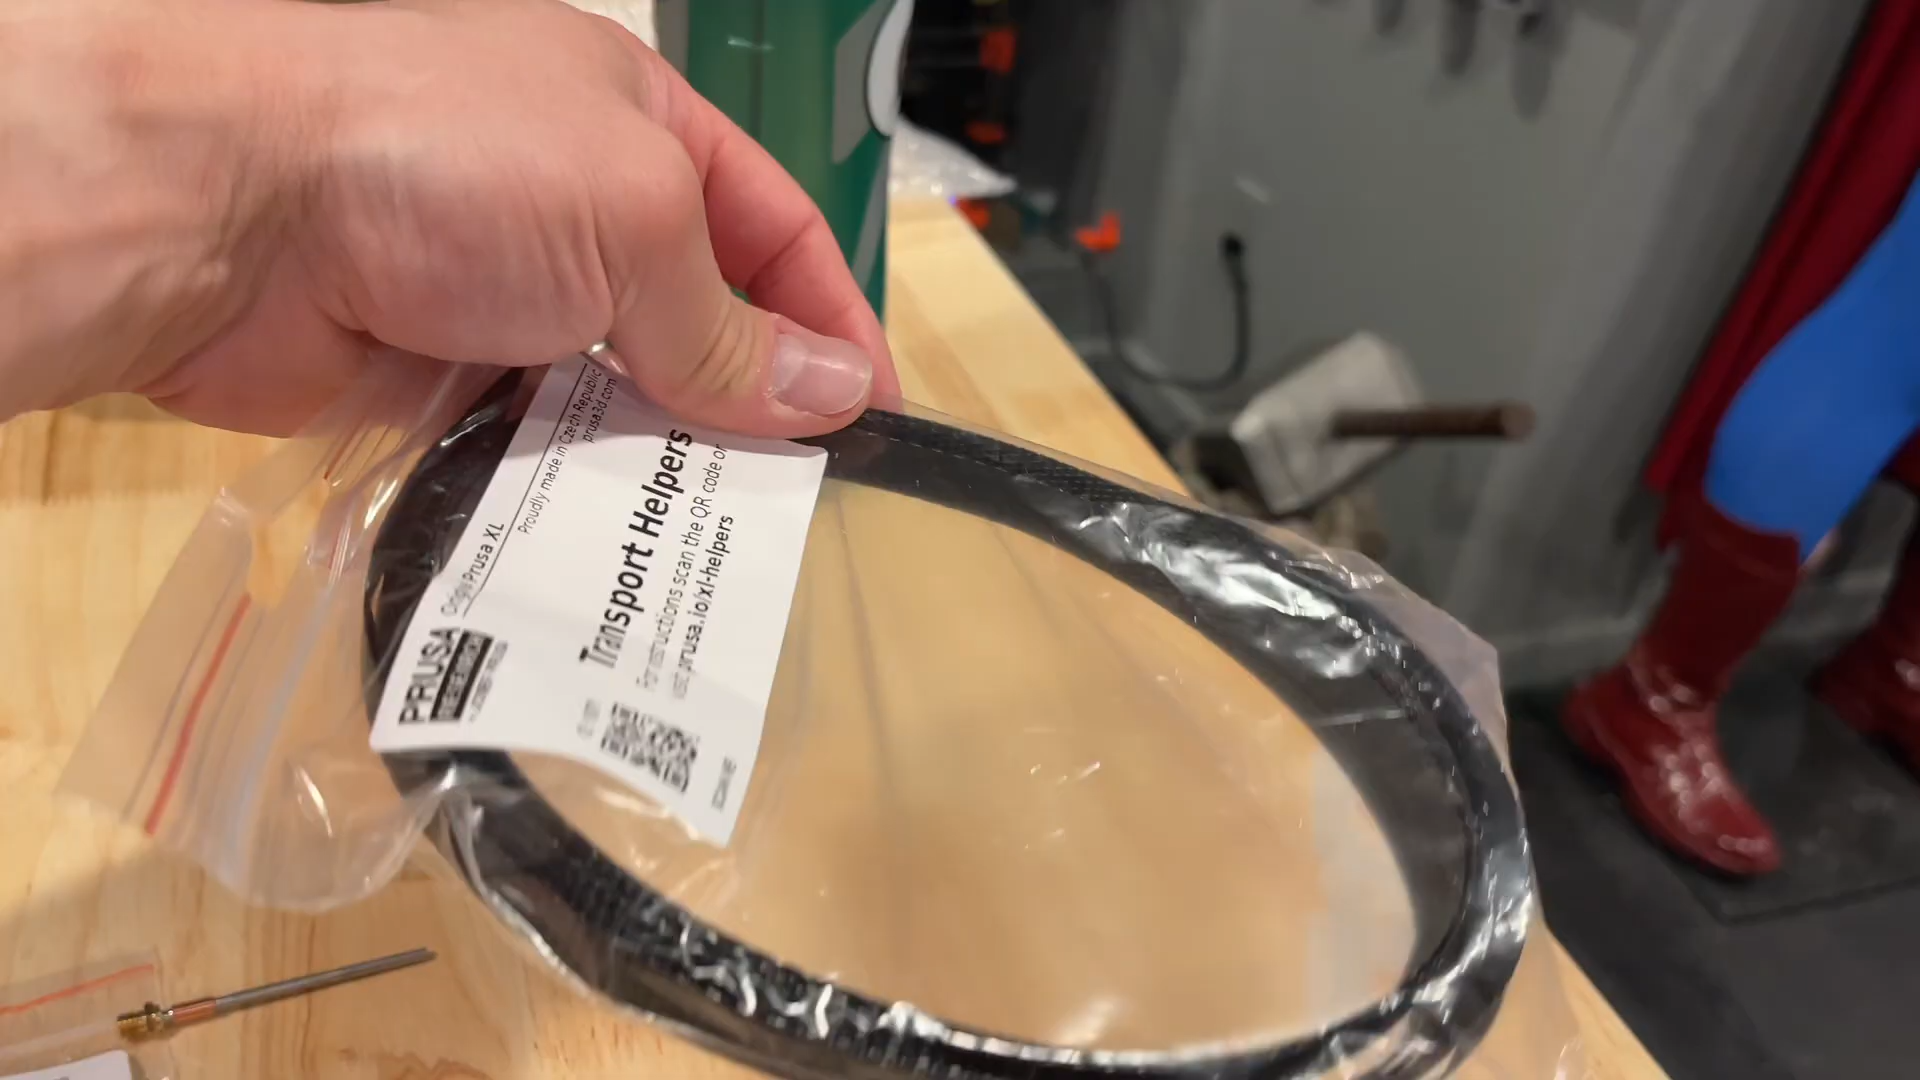 Original Prusa XL
Proudly made in Czech Republic
prusa3d.com
PRUSA
RESEARCH
Transport Helpers
For instructions scan the QR code or
visit prusa.io/xl-helpers